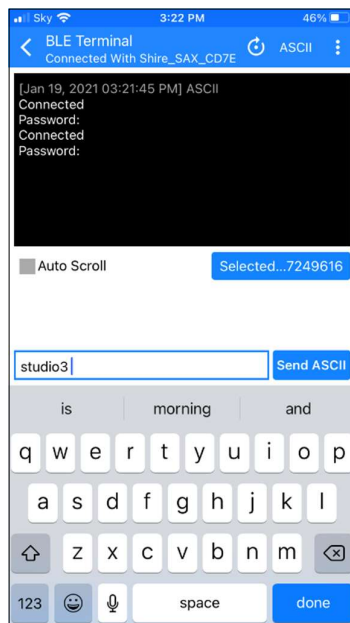 Sky 3:22 PM 46%
BLE Terminal
Connected With Shire_SAX_CD7E
ASCII
[Jan 19, 2021 03:21:45 PM] ASCII
Connected
Password:
Connected
Password:
Auto Scroll
Selected...7249616
studio3
Send ASCII
is morning and
q w e r t y u i o p
a s d f g h j k l
z x c v b n m
123 space done